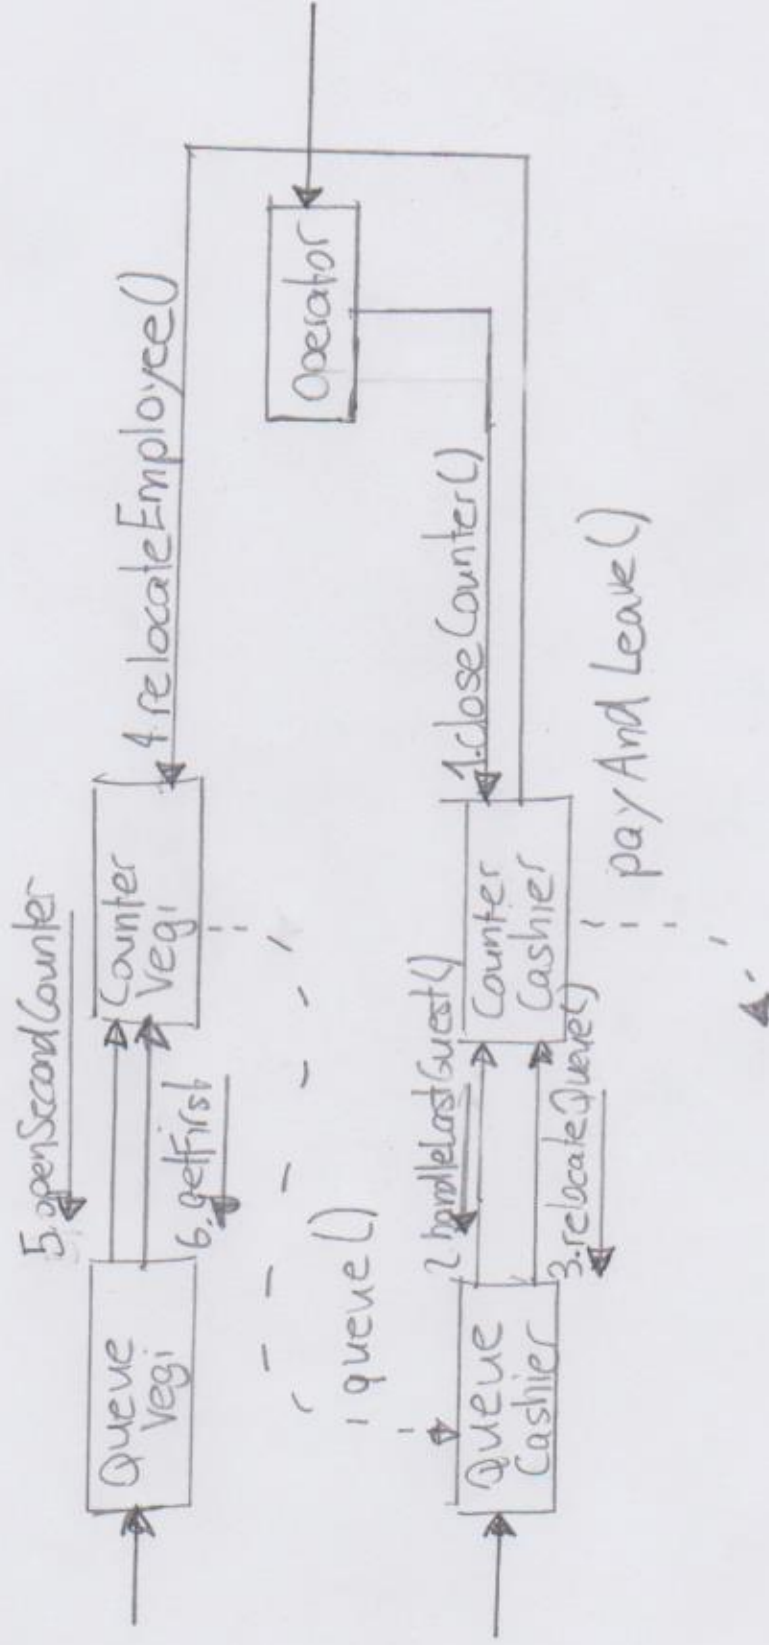 5.openSecondCounter
4.relocateEmployee()
Queue
Vegi
Counter
Vegi
6.getFirst
Operator
queue()
1.closeCounter()
2 handleLastGuest()
Queue
Cashier
Counter
Cashier
3.relocateQueue()
payAndLeave()